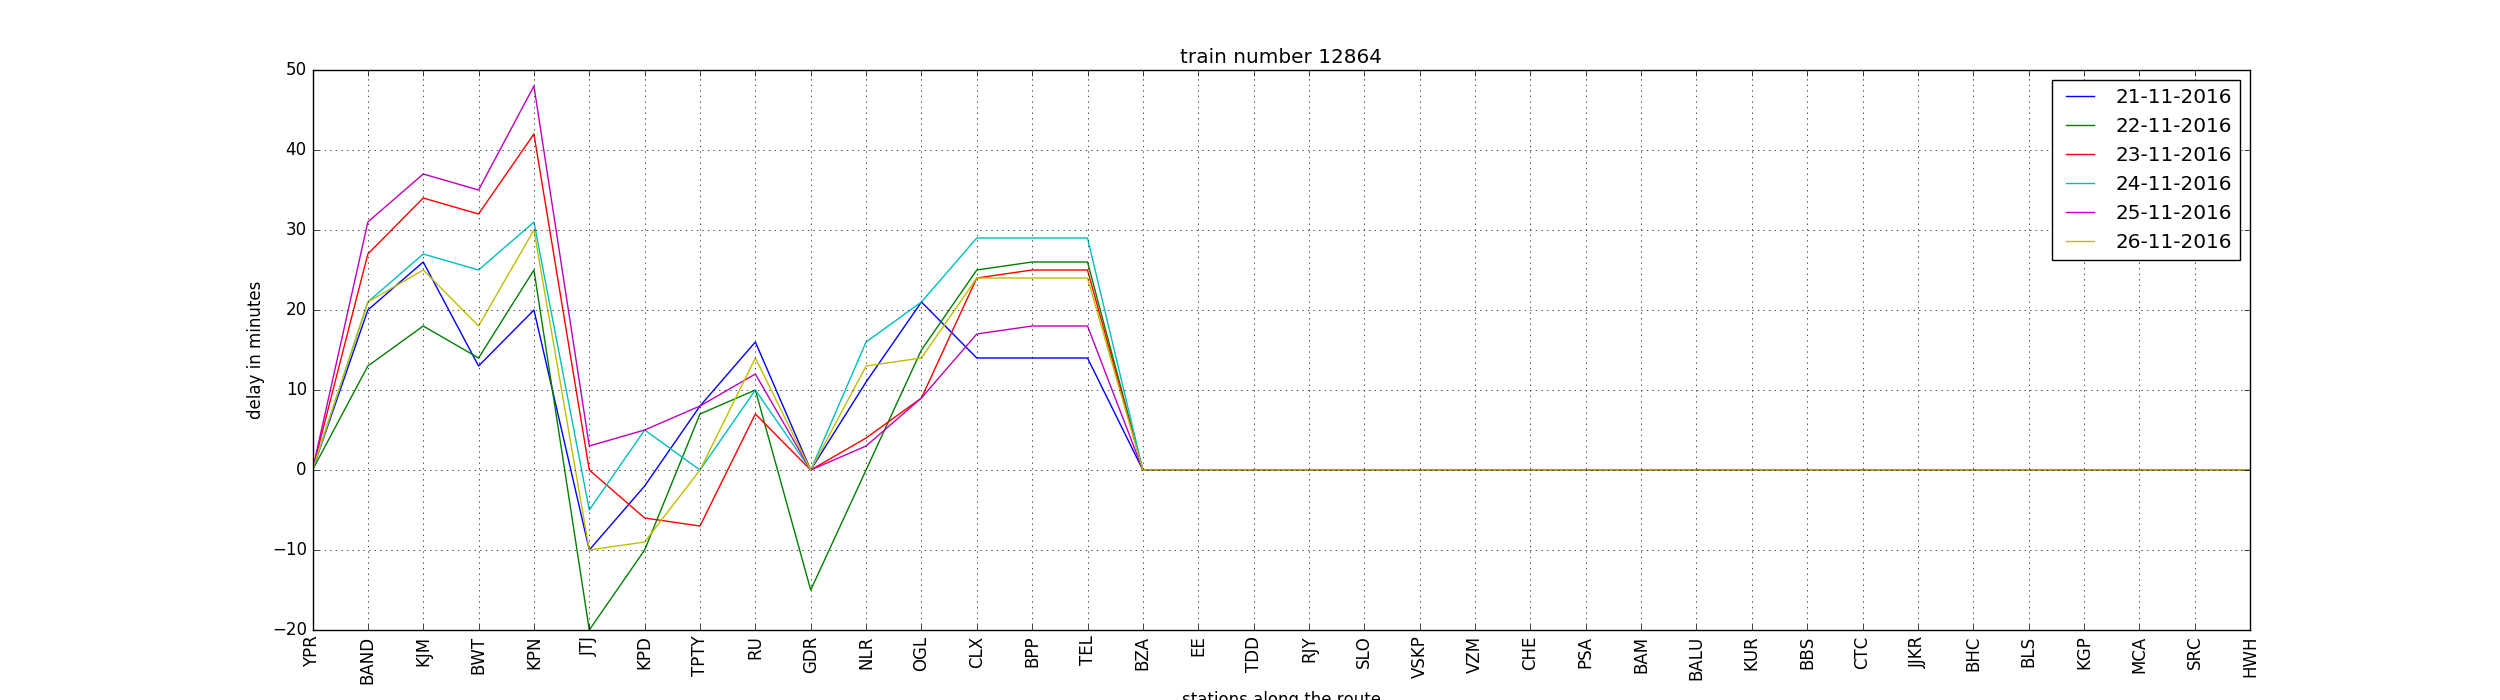 train number 12864
50
40
30
20
10
0
−10
−20
delay in minutes
21-11-2016
22-11-2016
23-11-2016
24-11-2016
25-11-2016
26-11-2016
YPR
BAND
KJM
BWT
KPN
JTJ
KPD
TPTY
RU
GDR
NLR
OGL
CLX
BPP
TEL
BZA
EE
TDD
RJY
SLO
VSKP
VZM
CHE
PSA
BAM
BALU
KUR
BBS
CTC
JJKR
BHC
BLS
KGP
MCA
SRC
HWH
stations along the route